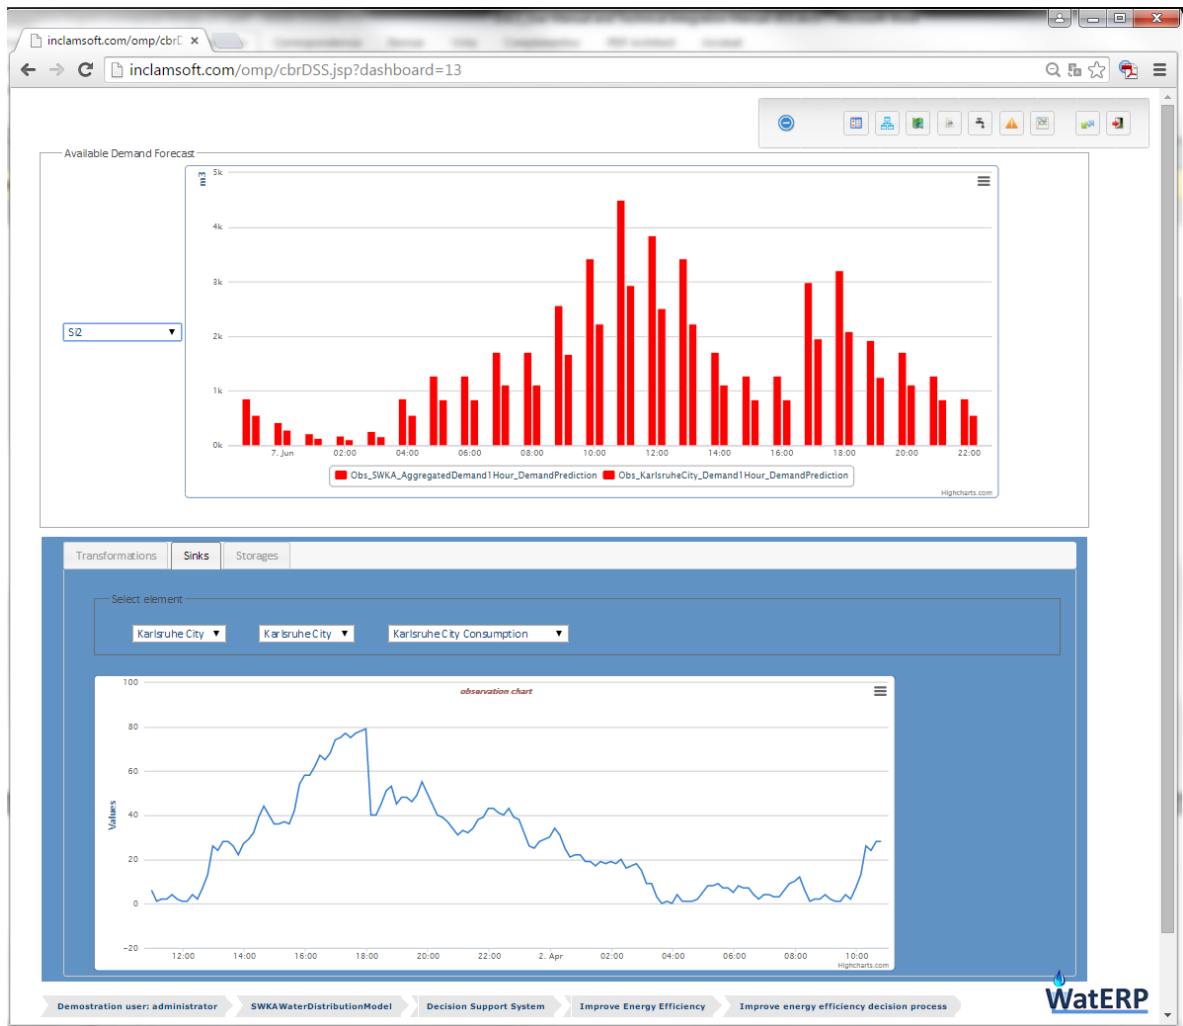 inclamsoft.com/omp/cbrD
inclamsoft.com/omp/cbrDSS.jsp?dashboard=13
Available Demand Forecast
m3
5k
4k
3k
2k
1k
0k
Si2
7. Jun 02:00 04:00 06:00 08:00 10:00 12:00 14:00 16:00 18:00 20:00 22:00
Obs_SWKA_AggregatedDemand1Hour_DemandPrediction Obs_KarlsruheCity_Demand1Hour_DemandPrediction
Highcharts.com
Transformations Sinks Storages
Select element
Karlsruhe City Karlsruhe City Karlsruhe City Consumption
observation chart
Values
100
80
60
40
20
0
-20
12:00 14:00 16:00 18:00 20:00 22:00 2. Apr 02:00 04:00 06:00 08:00 10:00
Highcharts.com
Demostration user: administrator SWKAWaterDistributionModel Decision Support System Improve Energy Efficiency Improve energy efficiency decision process
WatERP